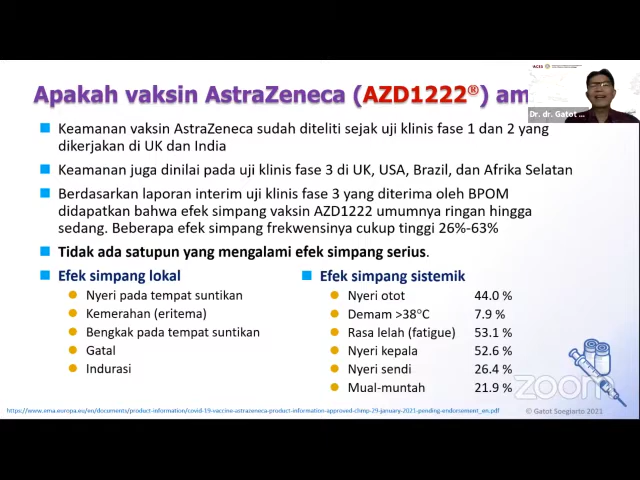 Apakah vaksin AstraZeneca (AZD1222®) am
Dr. dr. Gatot
Keamanan vaksin AstraZeneca sudah diteliti sejak uji klinis fase 1 dan 2 yang
dikerjakan di UK dan India
Keamanan juga dinilai pada uji klinis fase 3 di UK, USA, Brazil, dan Afrika Selatan
Berdasarkan laporan interim uji klinis fase 3 yang diterima oleh BPOM
didapatkan bahwa efek simpang vaksin AZD1222 umumnya ringan hingga
sedang. Beberapa efek simpang frekwensinya cukup tinggi 26%-63%
Tidak ada satupun yang mengalami efek simpang serius.
Efek simpang lokal
Nyeri pada tempat suntikan
Kemerahan (eritema)
Bengkak pada tempat suntikan
Gatal
Indurasi
Efek simpang sistemik
Nyeri otot 44.0 %
Demam >38°C 7.9 %
Rasa lelah (fatigue) 53.1 %
Nyeri kepala 52.6 %
Nyeri sendi 26.4 %
Mual-muntah 21.9 %
zoom
https://www.ema.europa.eu/en/documents/product-information/covid-19-vaccine-astrazeneca-product-information-approved-chmp-29-january-2021-pending-endorsement_en.pdf
© Gatot Soegiarto 2021